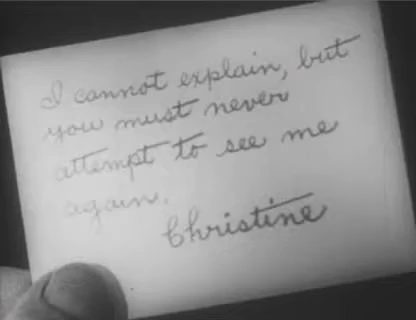 I cannot explain, but
you must never
attempt to see me
again.
Christine